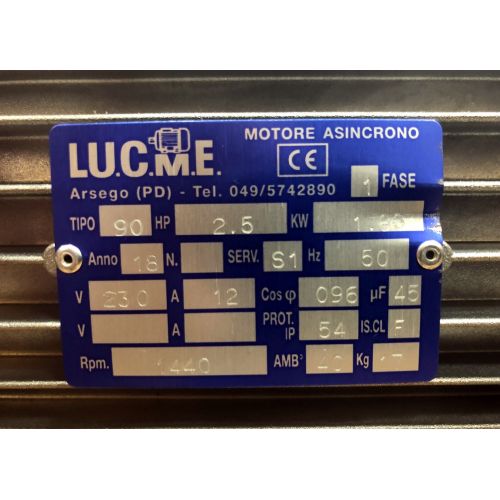 LU.C.M.E.
MOTORE ASINCRONO
CE
Arsego (PD) - Tel. 049/5742890
1 FASE
TIPO 90 HP 2.5 KW
Anno 18 N. SERV. S1 Hz 50
V 230 A 12 Cos φ 096 µF 45
V A PROT. IP 54 IS.CL F
Rpm. 1440 AMB° 40 Kg 17